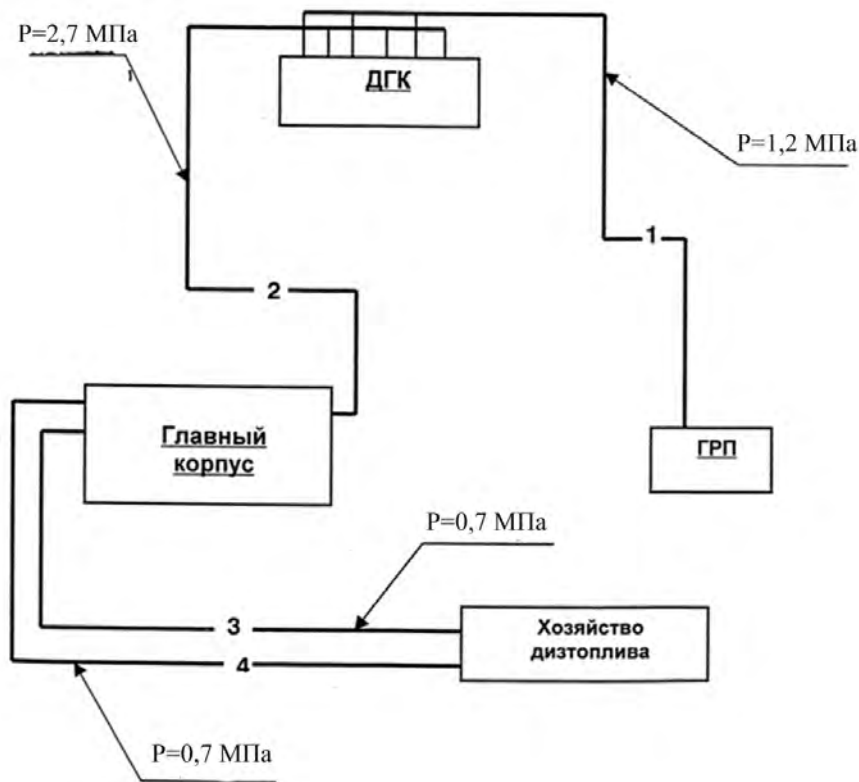 P=2,7 МПа
ДГК
P=1,2 МПа
1
2
Главный
корпус
ГРП
P=0,7 МПа
3
Хозяйство
дизтоплива
4
P=0,7 МПа